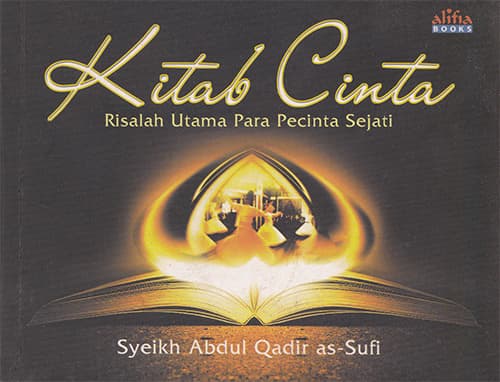 alifia
BOOKS
Kitab Cinta
Risalah Utama Para Pecinta Sejati
Syeikh Abdul Qadir as-Sufi